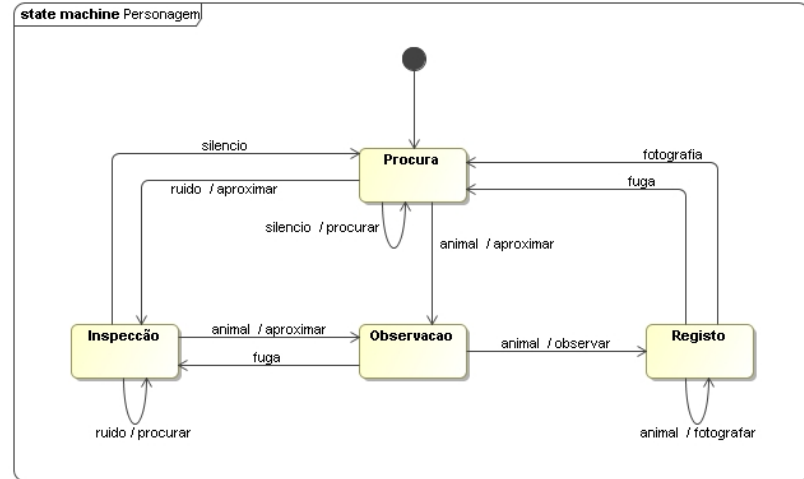 state machine Personagem
silencio
Procura
fotografia
ruido / aproximar
fuga
silencio / procurar
animal / aproximar
Inspecção
animal / aproximar
Observacao
animal / observar
Registo
fuga
ruido / procurar
animal / fotografar